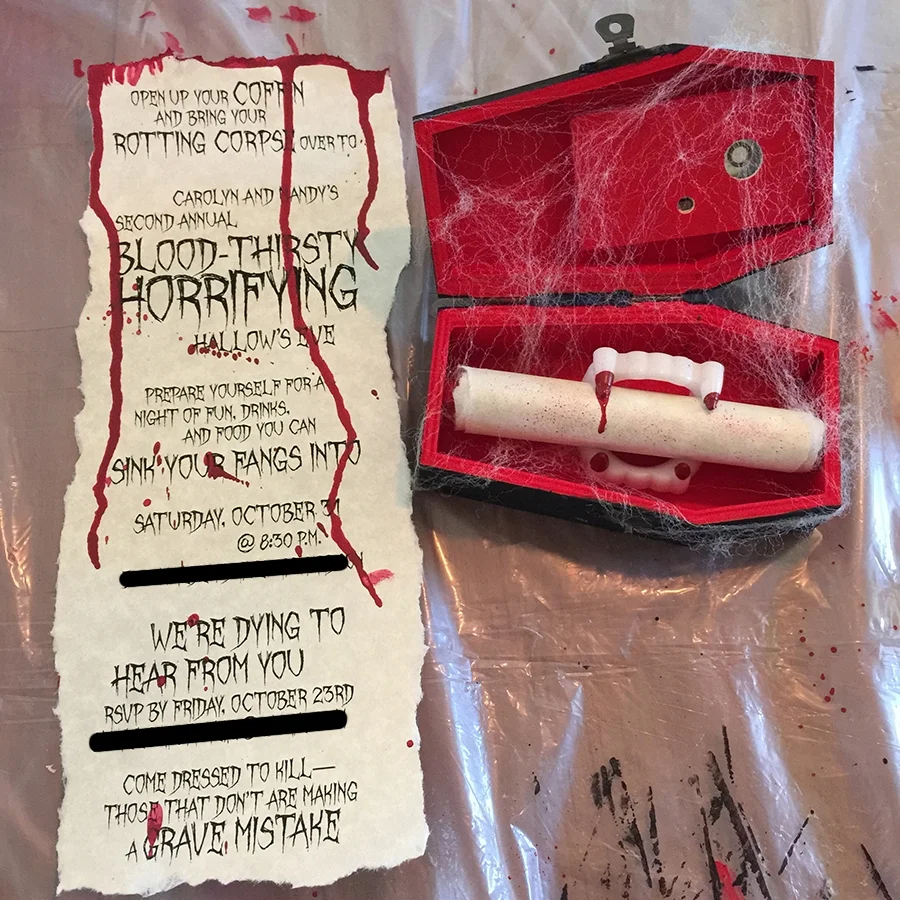 OPEN UP YOUR COFFIN
AND BRING YOUR
ROTTING CORPSE OVER TO...
CAROLYN AND MANDY'S
SECOND ANNUAL
BLOOD-THIRSTY
HORRIFYING
HALLOW'S EVE
PREPARE YOURSELF FOR A
NIGHT OF FUN, DRINKS,
AND FOOD YOU CAN
SINK YOUR FANGS INTO
SATURDAY, OCTOBER 31
@ 8:30 P.M.
WE'RE DYING TO
HEAR FROM YOU
RSVP BY FRIDAY, OCTOBER 23RD
COME DRESSED TO KILL—
THOSE THAT DON'T ARE MAKING
A GRAVE MISTAKE